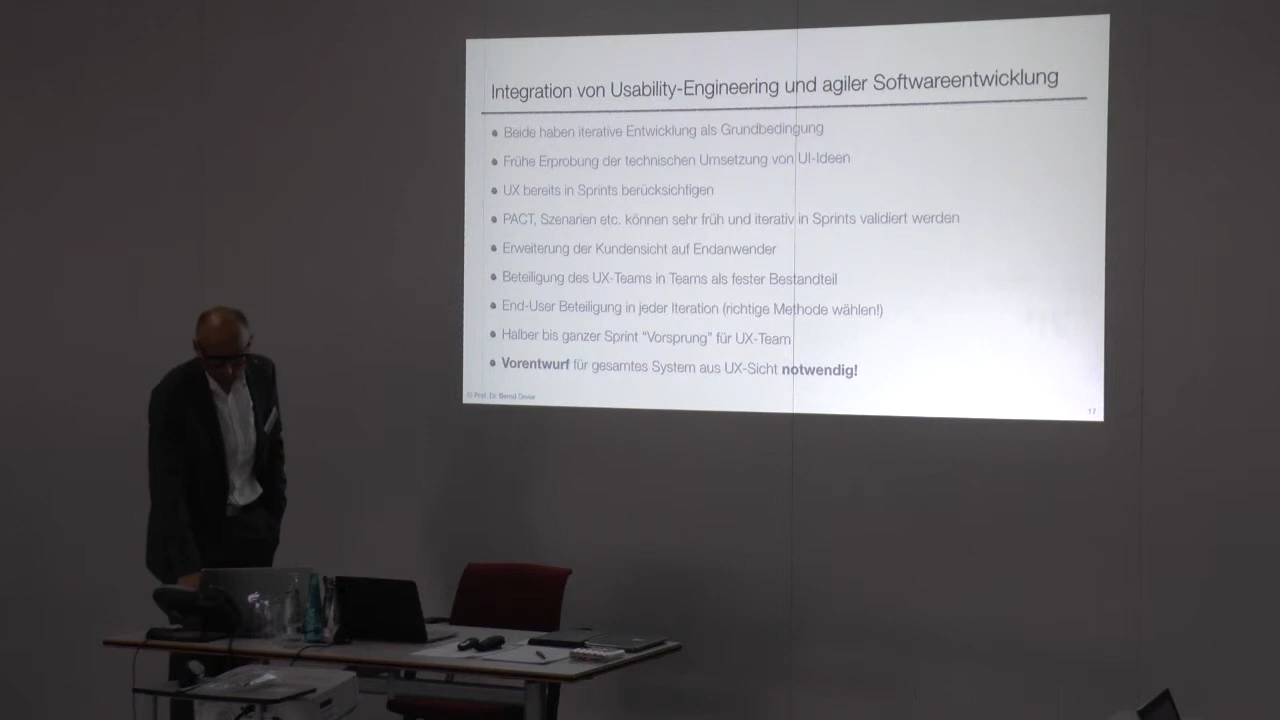 Integration von Usability-Engineering und agiler Softwareentwicklung
Beide haben iterative Entwicklung als Grundbedingung
Frühe Erprobung der technischen Umsetzung von UI-Ideen
UX bereits in Sprints berücksichtigen
PACT, Szenarien etc. können sehr früh und iterativ in Sprints validiert werden
Erweiterung der Kundensicht auf Endanwender
Beteiligung des UX-Teams in Teams als fester Bestandteil
End-User Beteiligung in jeder Iteration (richtige Methode wählen!)
Halber bis ganzer Sprint "Vorsprung" für UX-Team
Vorentwurf für gesamtes System aus UX-Sicht notwendig!
© Prof. Dr. Bernd
17